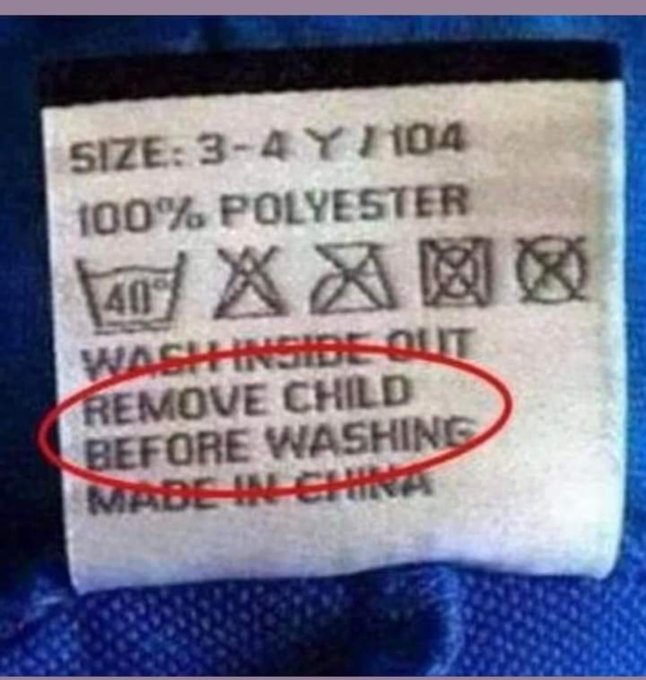 SIZE: 3-4 Y / 104
100% POLYESTER
40°
WASH INSIDE OUT
REMOVE CHILD
BEFORE WASHING
MADE IN CHINA